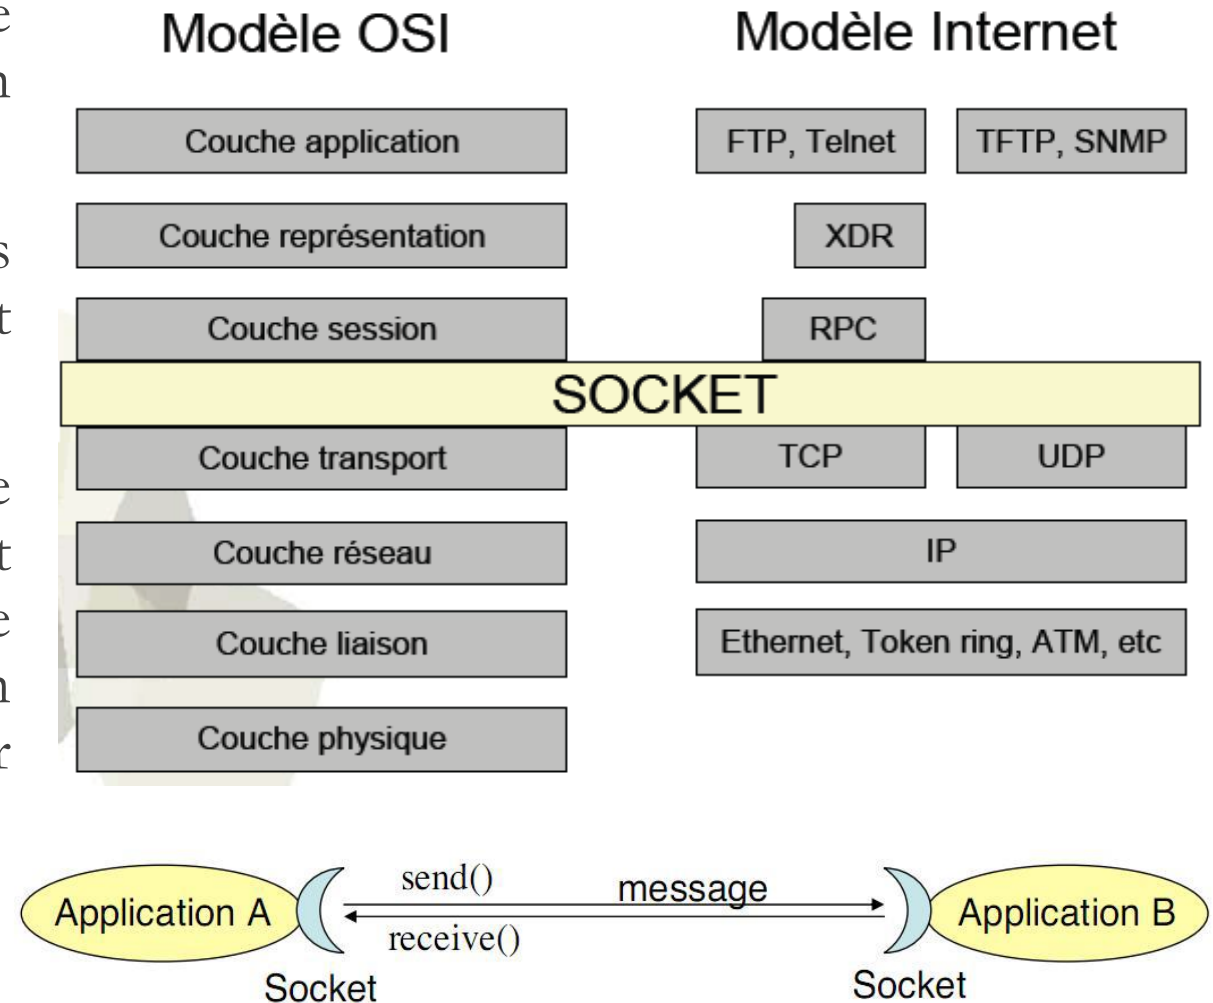 Modèle OSI
Modèle Internet
Couche application
FTP, Telnet
TFTP, SNMP
Couche représentation
XDR
Couche session
RPC
SOCKET
Couche transport
TCP
UDP
Couche réseau
IP
Couche liaison
Ethernet, Token ring, ATM, etc
Couche physique
send()
message
Application A
Application B
receive()
Socket
Socket